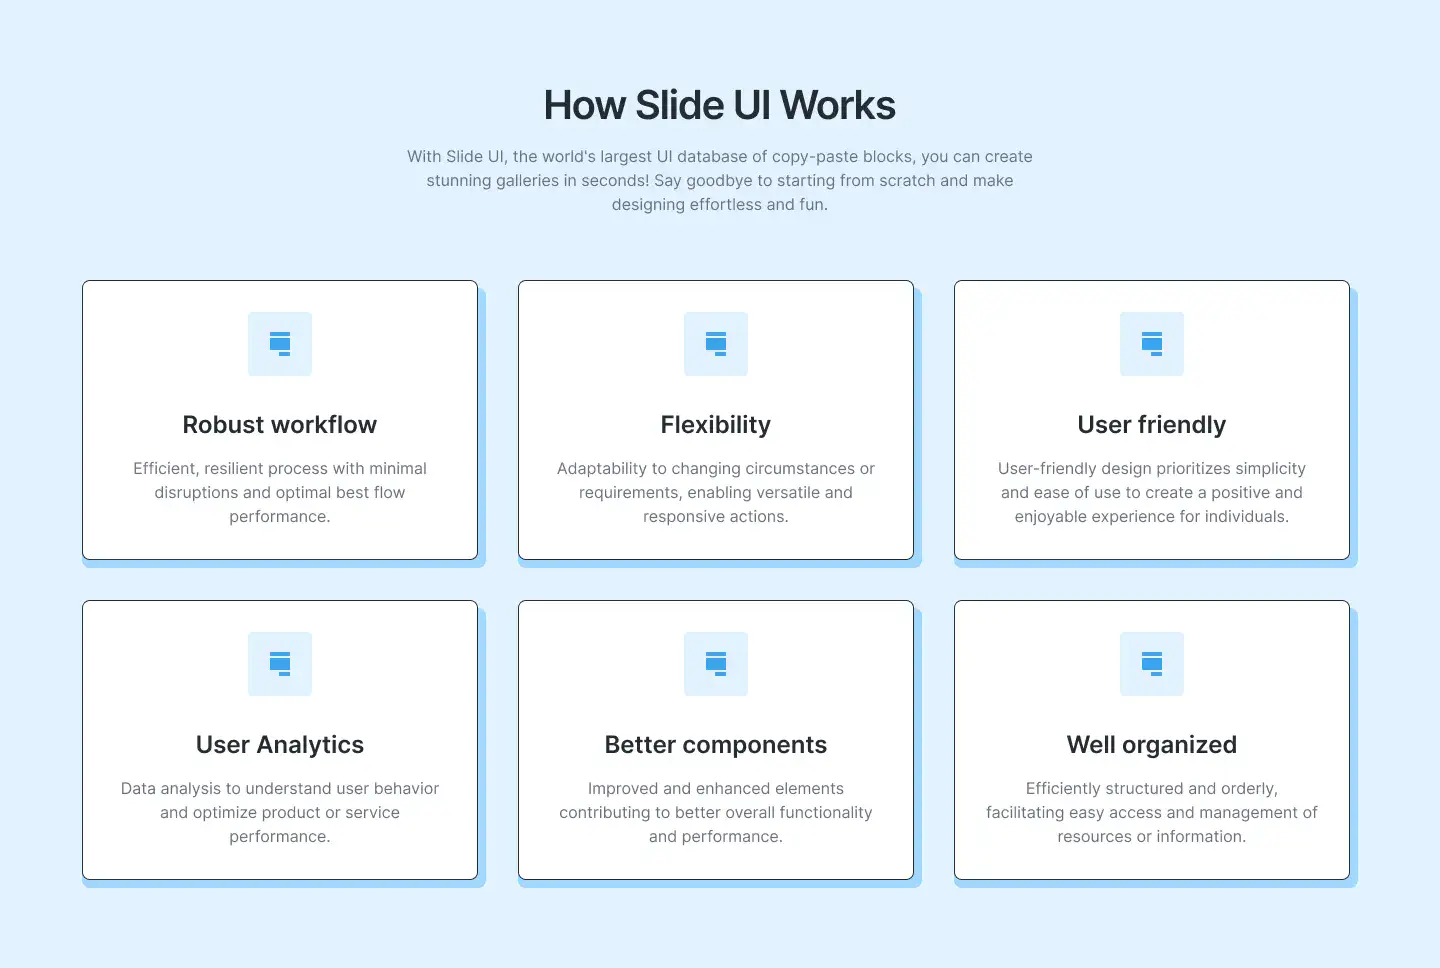 How Slide UI Works
With Slide UI, the world's largest UI database of copy-paste blocks, you can create
stunning galleries in seconds! Say goodbye to starting from scratch and make
designing effortless and fun.
Robust workflow
Efficient, resilient process with minimal
disruptions and optimal best flow
performance.
Flexibility
Adaptability to changing circumstances or
requirements, enabling versatile and
responsive actions.
User friendly
User-friendly design prioritizes simplicity
and ease of use to create a positive and
enjoyable experience for individuals.
User Analytics
Data analysis to understand user behavior
and optimize product or service
performance.
Better components
Improved and enhanced elements
contributing to better overall functionality
and performance.
Well organized
Efficiently structured and orderly,
facilitating easy access and management of
resources or information.